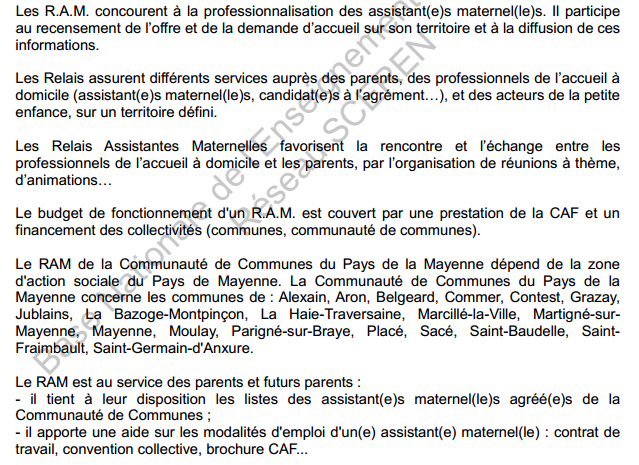 Les R.A.M. concourent à la professionnalisation des assistant(e)s maternel(le)s. Il participe
au recensement de l'offre et de la demande d'accueil sur son territoire et à la diffusion de ces
informations.
Les Relais assurent différents services auprès des parents, des professionnels de l'accueil à
domicile (assistant(e)s maternel(le)s, candidat(e)s à l'agrément…), et des acteurs de la petite
enfance, sur un territoire défini.
Les Relais Assistantes Maternelles favorisent la rencontre et l'échange entre les
professionnels de l'accueil à domicile et les parents, par l'organisation de réunions à thème,
d'animations…
Le budget de fonctionnement d'un R.A.M. est couvert par une prestation de la CAF et un
financement des collectivités (communes, communauté de communes).
Le RAM de la Communauté de Communes du Pays de la Mayenne dépend de la zone
d'action sociale du Pays de Mayenne. La Communauté de Communes du Pays de la
Mayenne concerne les communes de : Alexain, Aron, Belgeard, Commer, Contest, Grazay,
Jublains, La Bazoge-Montpinçon, La Haie-Traversaine, Marcillé-la-Ville, Martigné-sur-
Mayenne, Mayenne, Moulay, Parigné-sur-Braye, Placé, Sacé, Saint-Baudelle, Saint-
Fraimbault, Saint-Germain-d'Anxure.
Le RAM est au service des parents et futurs parents :
- il tient à leur disposition les listes des assistant(e)s maternel(le)s agréé(e)s de la
Communauté de Communes ;
- il apporte une aide sur les modalités d'emploi d'un(e) assistant(e) maternel(le) : contrat de
travail, convention collective, brochure CAF...
Base Nationale de l'Enseignement
Réseau SCEREN